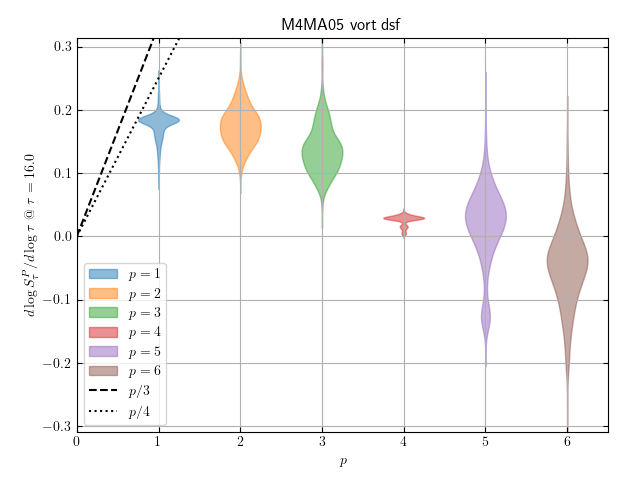 M4MA05 vort dsf
d log S_τ^P / d log τ @ τ = 16.0
0.3
0.2
0.1
0.0
−0.1
−0.2
−0.3
p = 1
p = 2
p = 3
p = 4
p = 5
p = 6
p/3
p/4
0 1 2 3 4 5 6
p